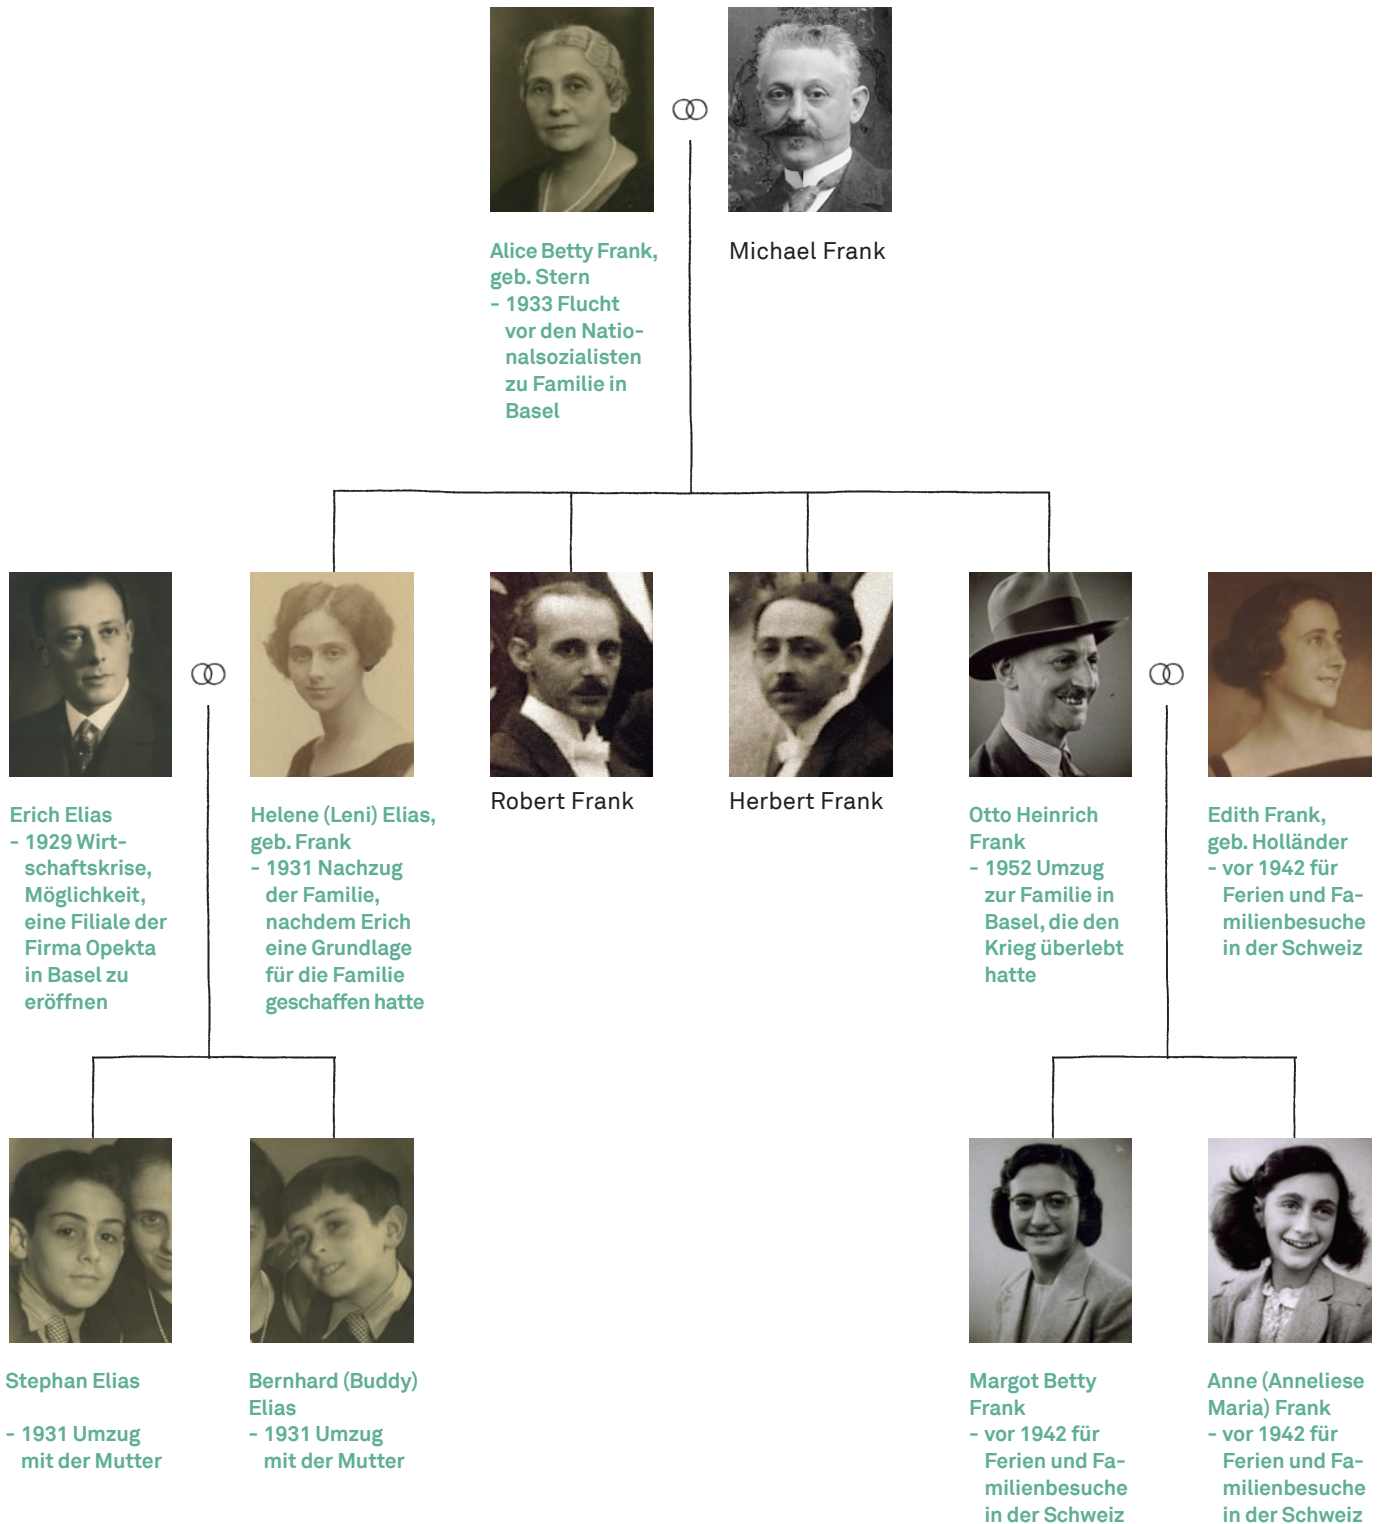 Alice Betty Frank,
geb. Stern
- 1933 Flucht
vor den Natio-
nalsozialisten
zu Familie in
Basel
Michael Frank
Erich Elias
- 1929 Wirt-
schaftskrise,
Möglichkeit,
eine Filiale der
Firma Opekta
in Basel zu
eröffnen
Helene (Leni) Elias,
geb. Frank
- 1931 Nachzug
der Familie,
nachdem Erich
eine Grundlage
für die Familie
geschaffen hatte
Robert Frank
Herbert Frank
Otto Heinrich
Frank
- 1952 Umzug
zur Familie in
Basel, die den
Krieg überlebt
hatte
Edith Frank,
geb. Holländer
- vor 1942 für
Ferien und Fa-
milienbesuche
in der Schweiz
Stephan Elias
- 1931 Umzug
mit der Mutter
Bernhard (Buddy)
Elias
- 1931 Umzug
mit der Mutter
Margot Betty
Frank
- vor 1942 für
Ferien und Fa-
milienbesuche
in der Schweiz
Anne (Anneliese
Maria) Frank
- vor 1942 für
Ferien und Fa-
milienbesuche
in der Schweiz